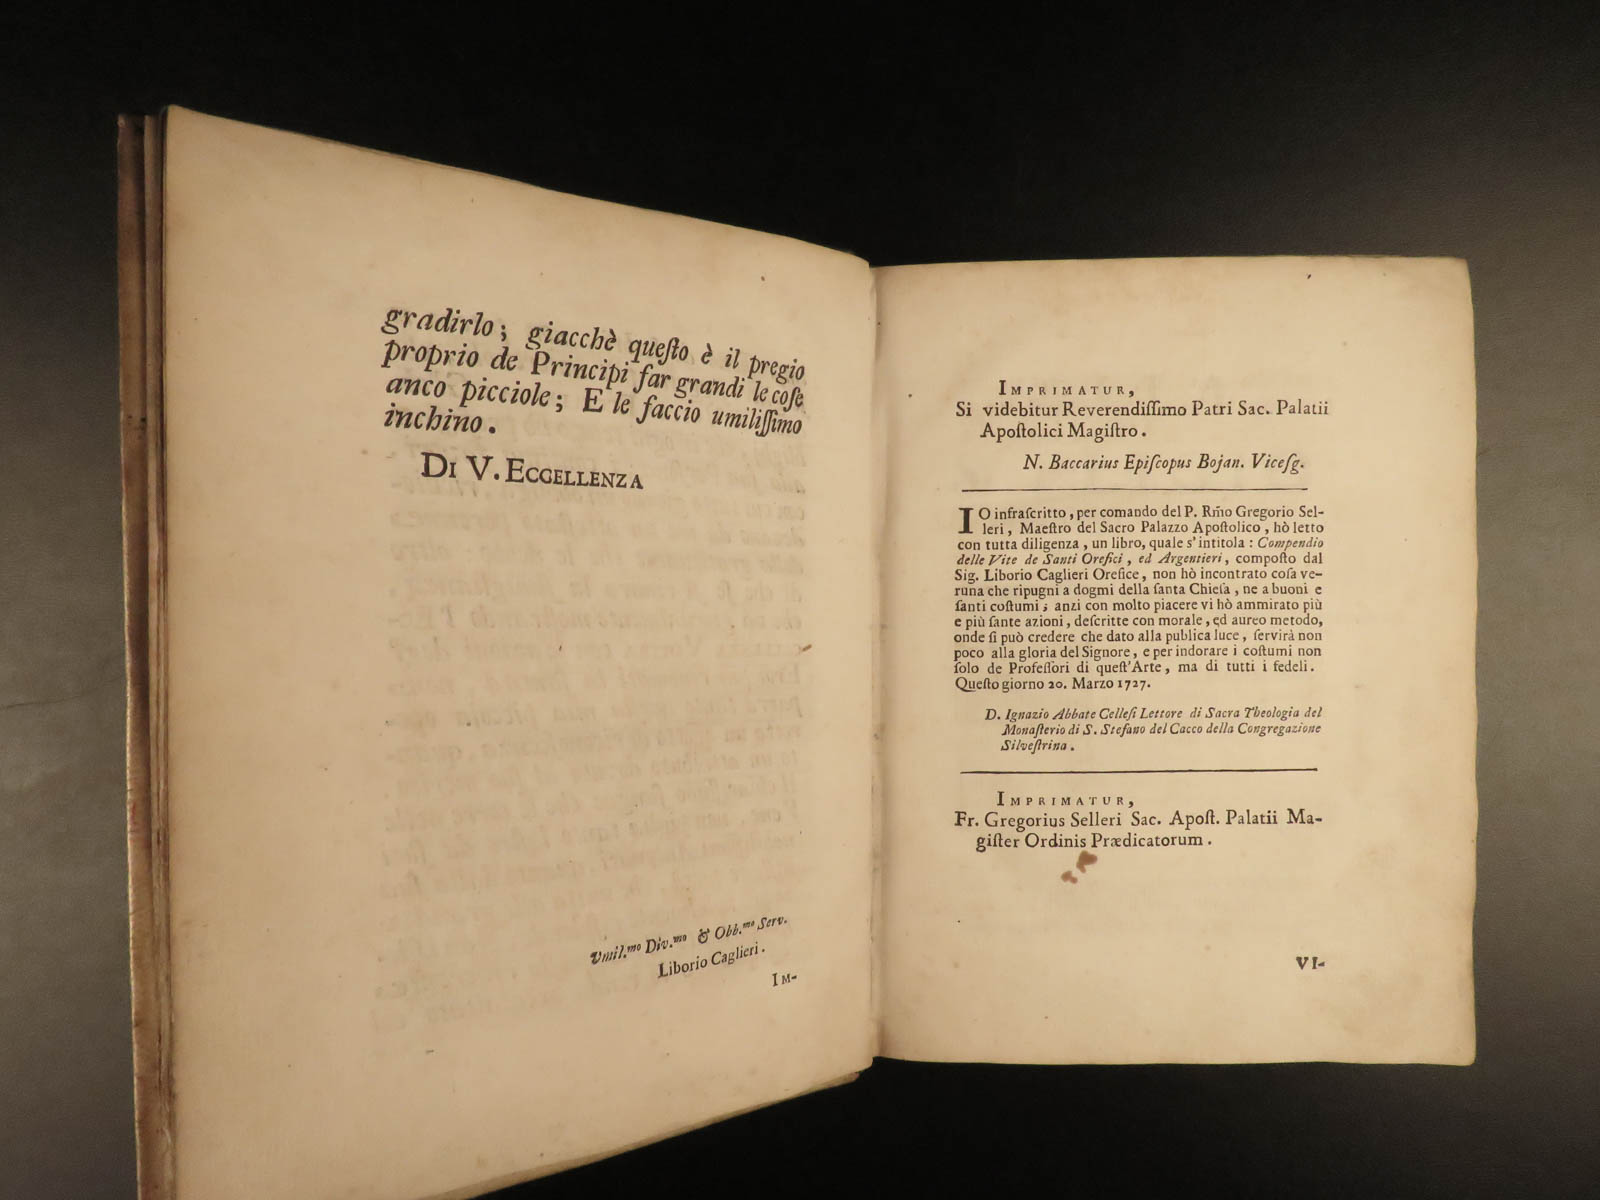 gradirlo; giacchè queſto è il pregio
proprio de Principi far grandi le coſe
anco picciole; E le faccio umiliſſimo
inchino.
DI V. ECCELLENZA
Vmil.mo Div.mo & Obb.mo Serv.
Liborio Caglieri.
IM-
IMPRIMATUR,
Si videbitur Reverendiſſimo Patri Sac. Palatii
Apoſtolici Magiſtro.
N. Baccarius Epiſcopus Bojan. Viceſg.
IO infraſcritto, per comando del P. Rm̃o Gregorio Sel-
leri, Maeſtro del Sacro Palazzo Apoſtolico, hò letto
con tutta diligenza, un libro, quale s'intitola: Compendio
delle Vite de Santi Orefici, ed Argentieri, compoſto dal
Sig. Liborio Caglieri Orefice, non hò incontrato coſa ve-
runa che ripugni a dogmi della ſanta Chieſa, ne a buoni e
ſanti coſtumi; anzi con molto piacere vi hò ammirato più
e più ſante azioni, deſcritte con morale, ed aureo metodo,
onde ſi può credere che dato alla publica luce, ſervirà non
poco alla gloria del Signore, e per indorare i coſtumi non
ſolo de Profeſſori di queſt'Arte, ma di tutti i fedeli.
Queſto giorno 20. Marzo 1727.
D. Ignazio Abbate Celleſi Lettore di Sacra Theologia del
Monaſterio di S. Stefano del Cacco della Congregazione
Silveſtrina.
IMPRIMATUR,
Fr. Gregorius Selleri Sac. Apoſt. Palatii Ma-
giſter Ordinis Prædicatorum.
VI-